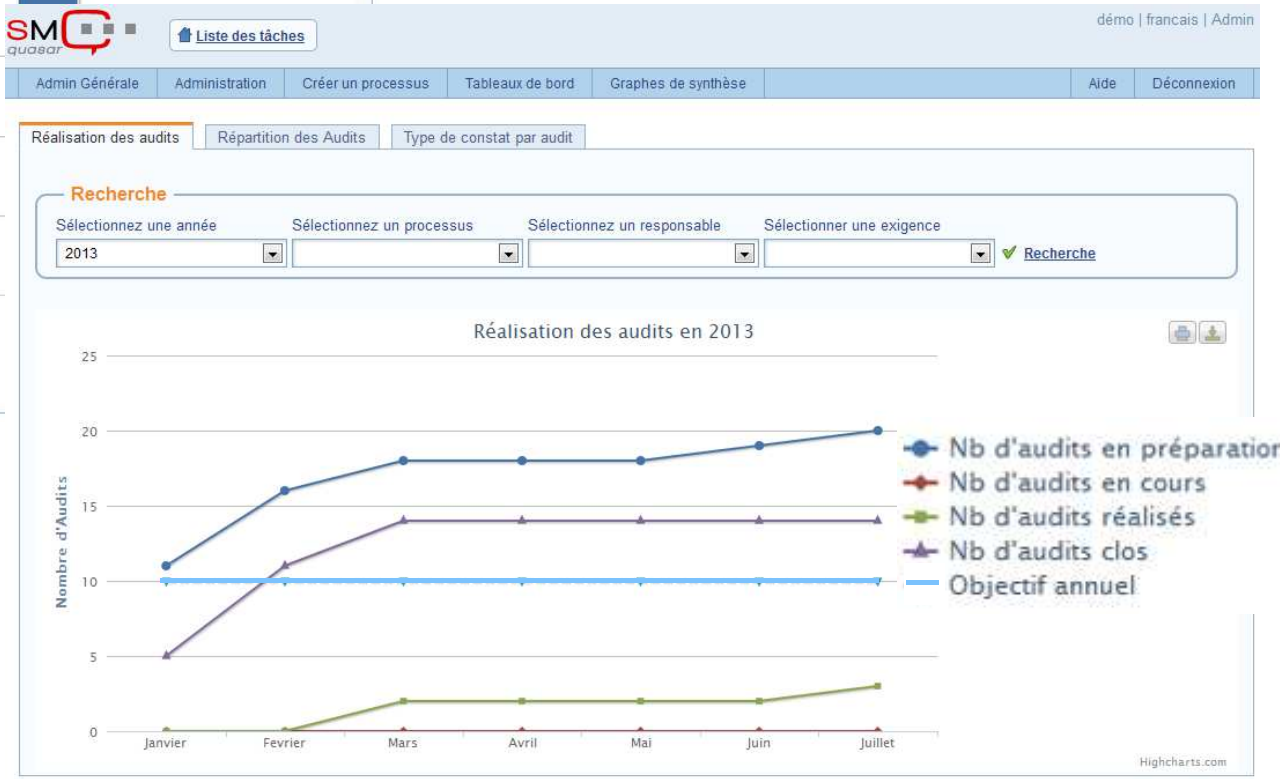 SM
quasar
Liste des tâches
démo | francais | Admin
Admin Générale Administration Créer un processus Tableaux de bord Graphes de synthèse Aide Déconnexion
Réalisation des audits Répartition des Audits Type de constat par audit
Recherche
Sélectionnez une année Sélectionnez un processus Sélectionnez un responsable Sélectionner une exigence
2013 Recherche
Réalisation des audits en 2013
25
20
15
10
5
0
Nombre d'Audits
Janvier Fevrier Mars Avril Mai Juin Juillet
Nb d'audits en préparation
Nb d'audits en cours
Nb d'audits réalisés
Nb d'audits clos
Objectif annuel
Highcharts.com